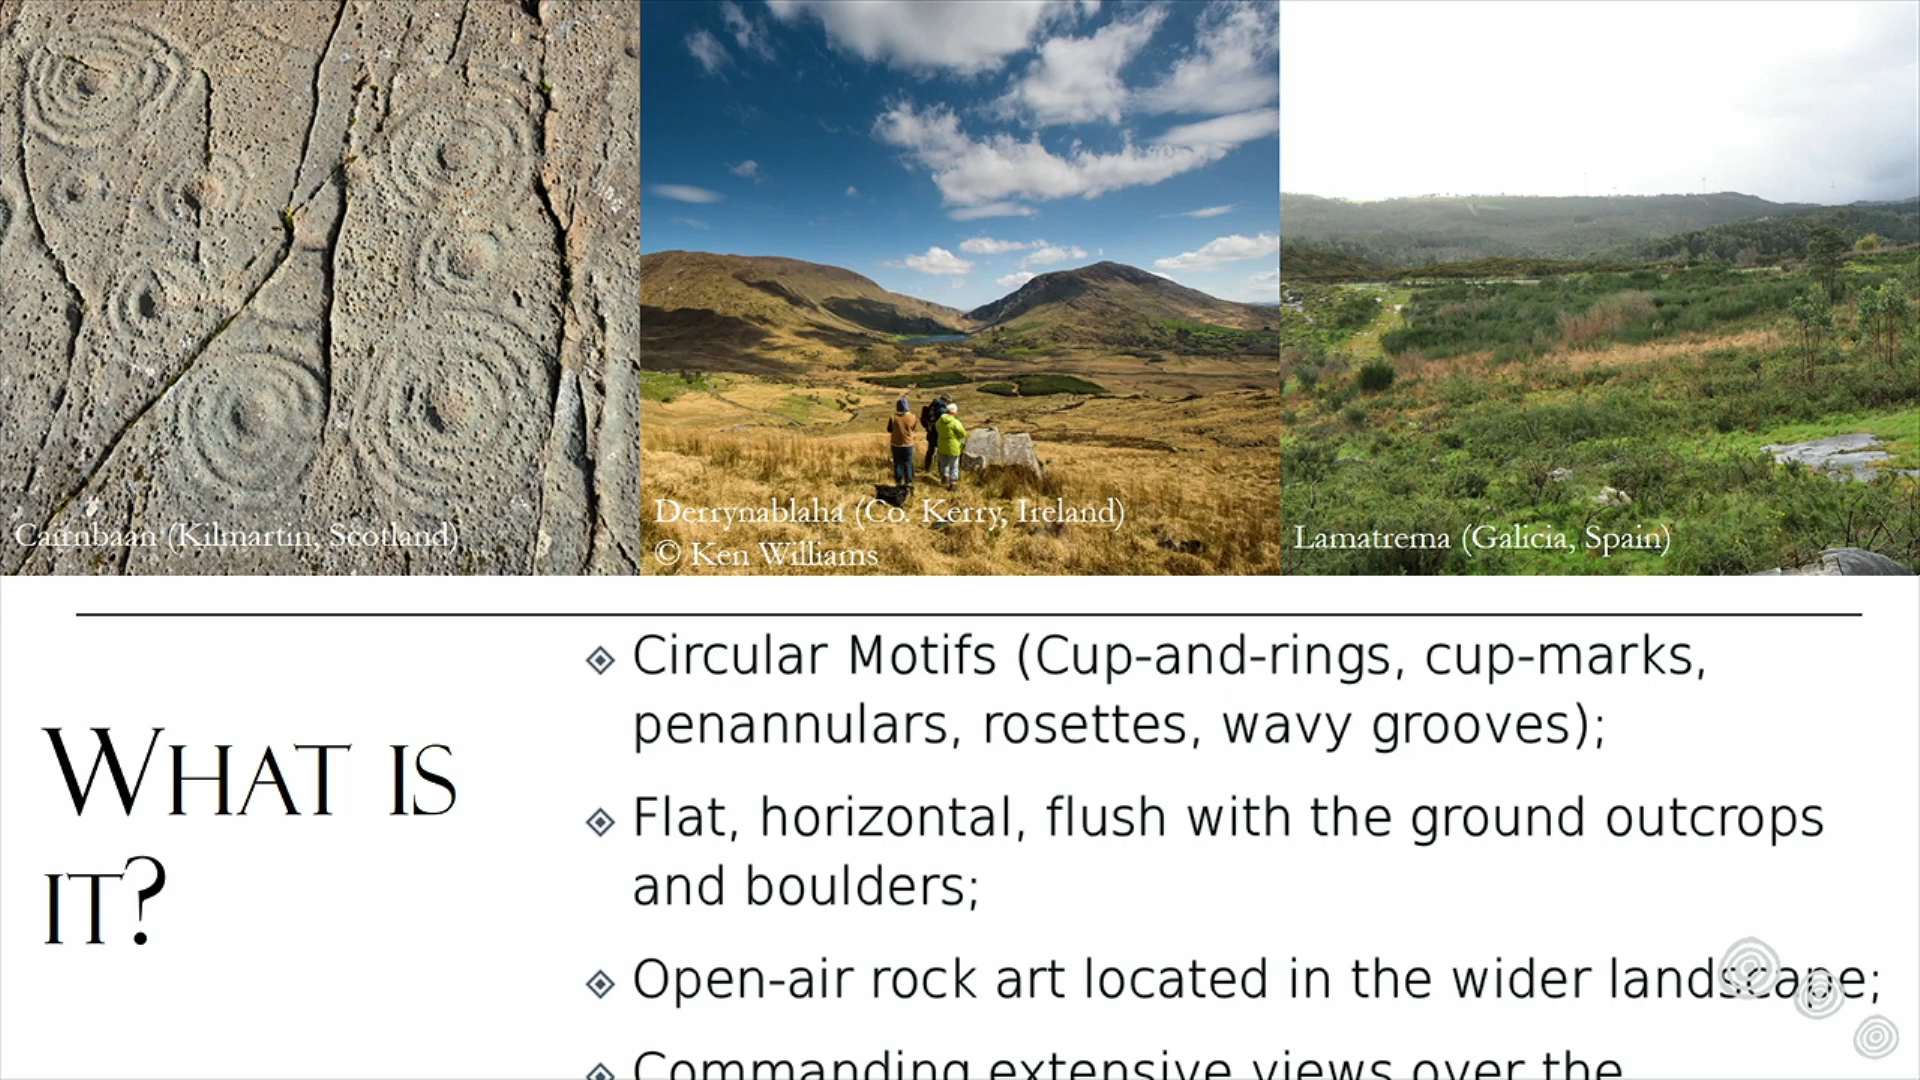 Cairnbaan (Kilmartin, Scotland)
Derrynablaha (Co. Kerry, Ireland)
© Ken Williams
Lamatrema (Galicia, Spain)
WHAT IS
IT?
Circular Motifs (Cup-and-rings, cup-marks,
penannulars, rosettes, wavy grooves);
Flat, horizontal, flush with the ground outcrops
and boulders;
Open-air rock art located in the wider landscape;
Commanding extensive views over the